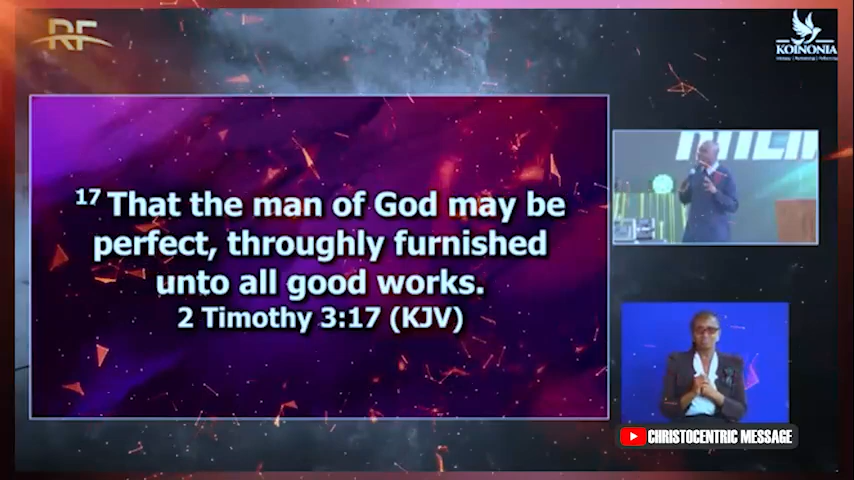 RF
KOINONIA
17 That the man of God may be
perfect, throughly furnished
unto all good works.
2 Timothy 3:17 (KJV)
CHRISTOCENTRIC MESSAGE